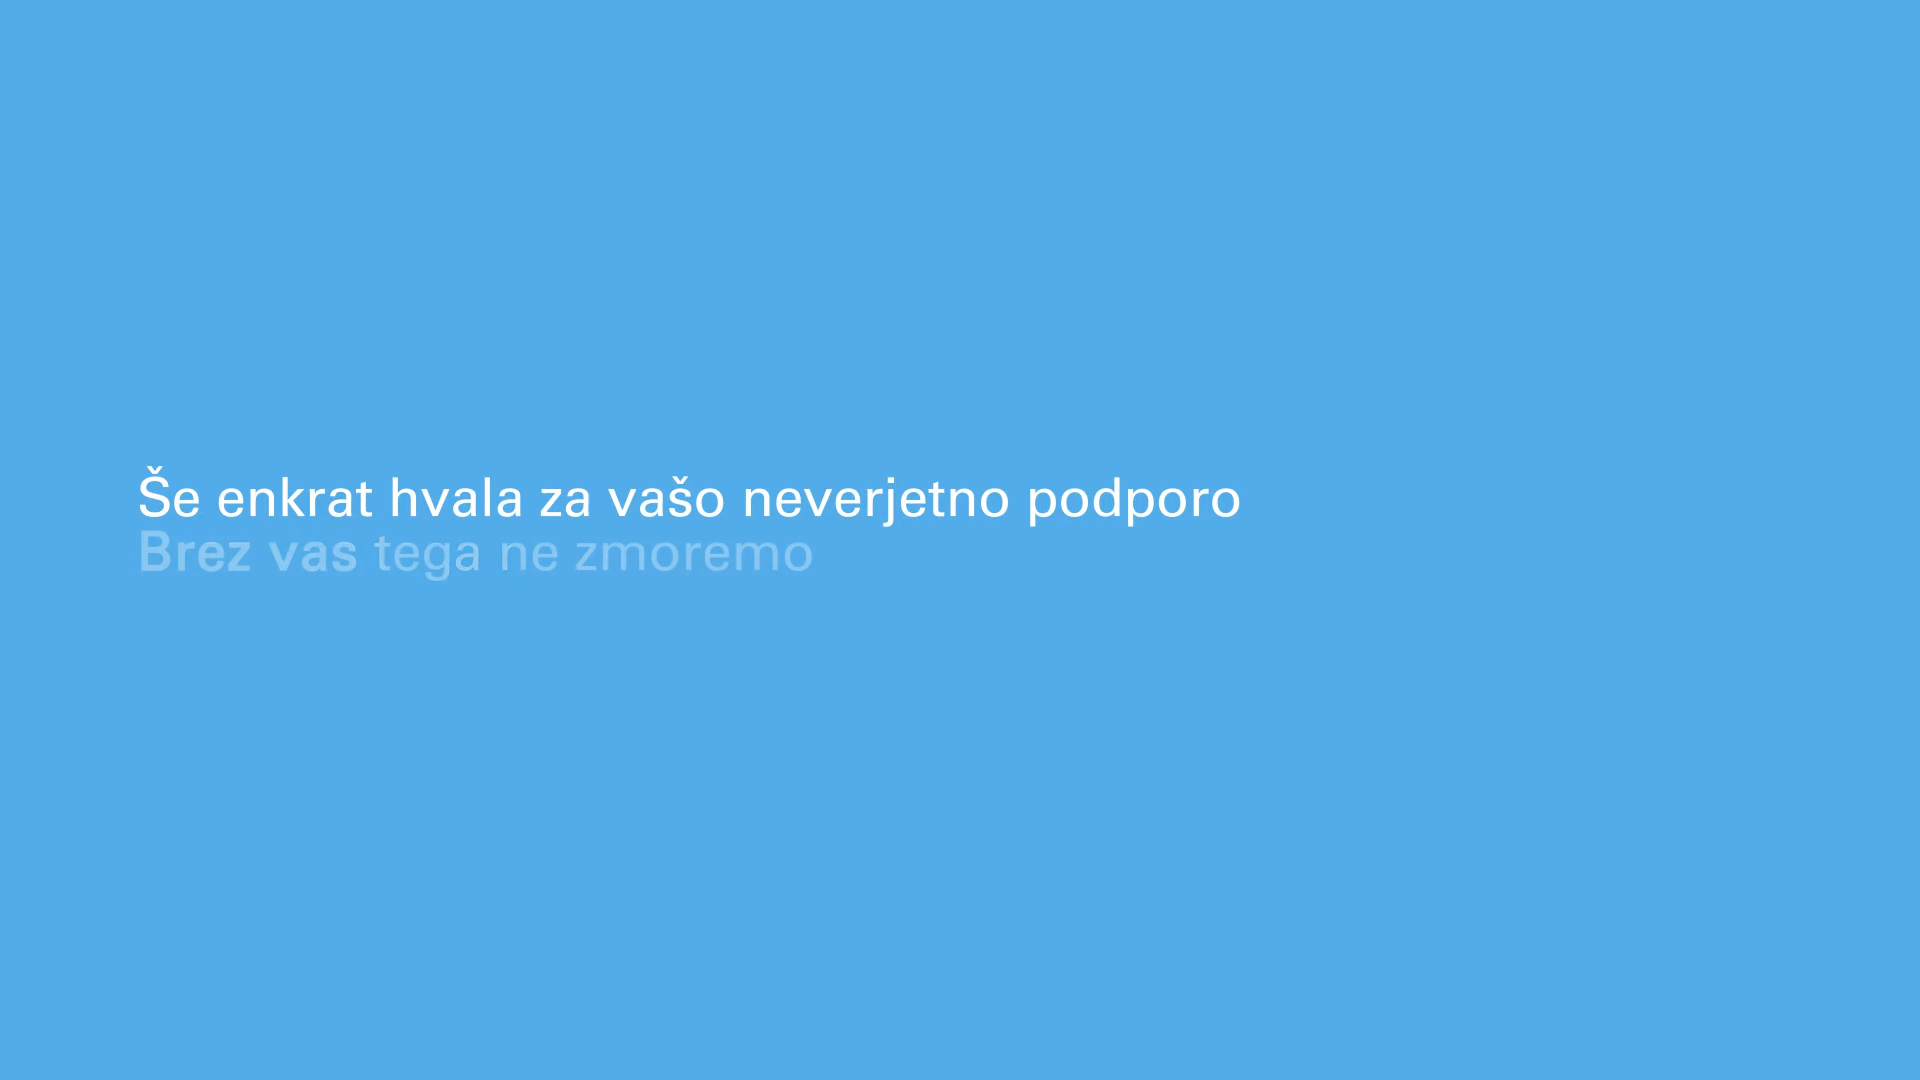 Še enkrat hvala za vašo neverjetno podporo
Brez vas tega ne zmoremo